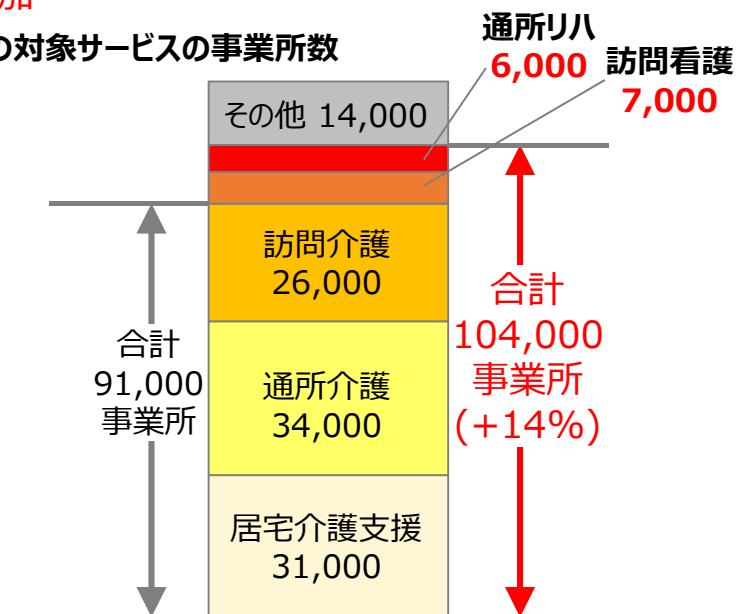 の対象サービスの事業所数
通所リハ
6,000
訪問看護
7,000
その他 14,000
訪問介護
26,000
合計
91,000
事業所
通所介護
34,000
合計
104,000
事業所
(+14%)
居宅介護支援
31,000